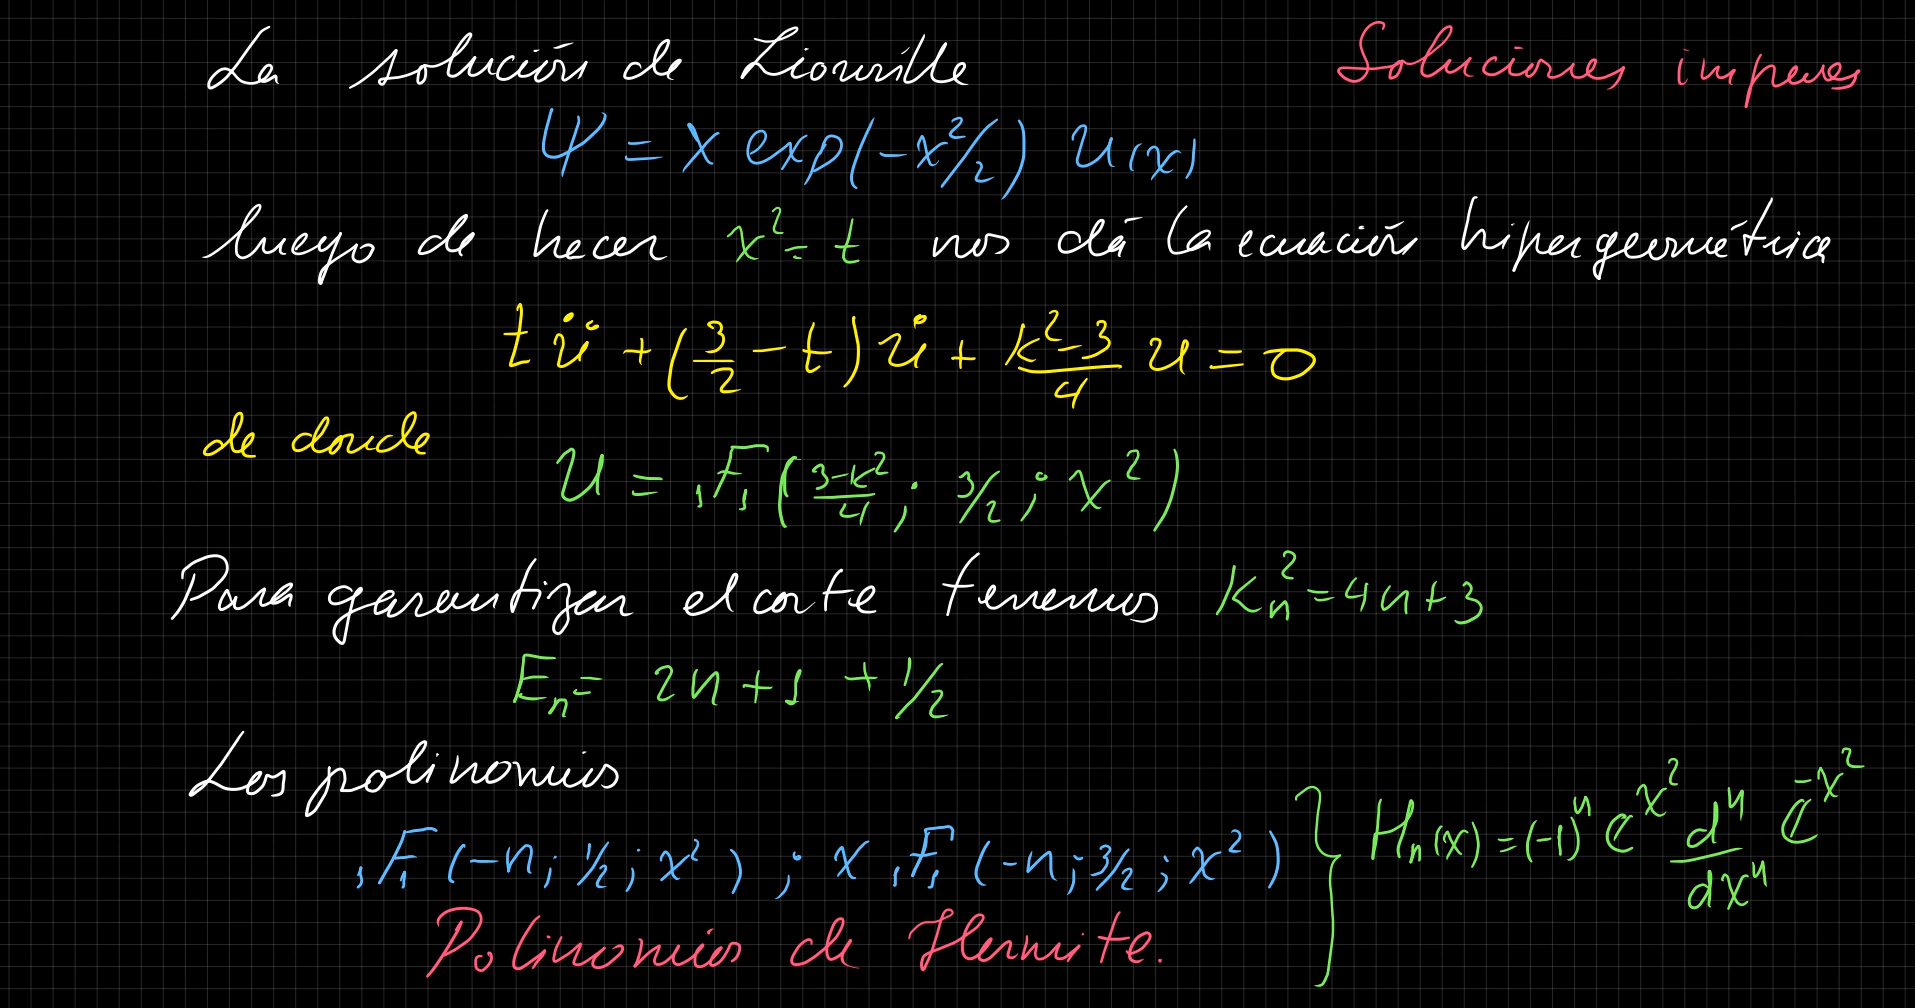 La solución de Liouville
Soluciones impares
Ψ = x exp(-x²/2) u(x)
luego de hacer x² = t nos dá la ecuación hipergeométrica
t ü + (3/2 - t) u̇ + (k²-3)/4 u = 0
de donde
u = ₁F₁((3-k²)/4; 3/2; x²)
Para garantizar el corte tenemos kₙ² = 4n+3
Eₙ = 2n+1 + 1/2
Los polinomios
₁F₁(-n; 1/2; x²) ; x ₁F₁(-n; 3/2; x²) } Hₙ(x) = (-1)ⁿ e^{x²} dⁿ/dxⁿ e^{-x²}
Polinomios de Hermite.